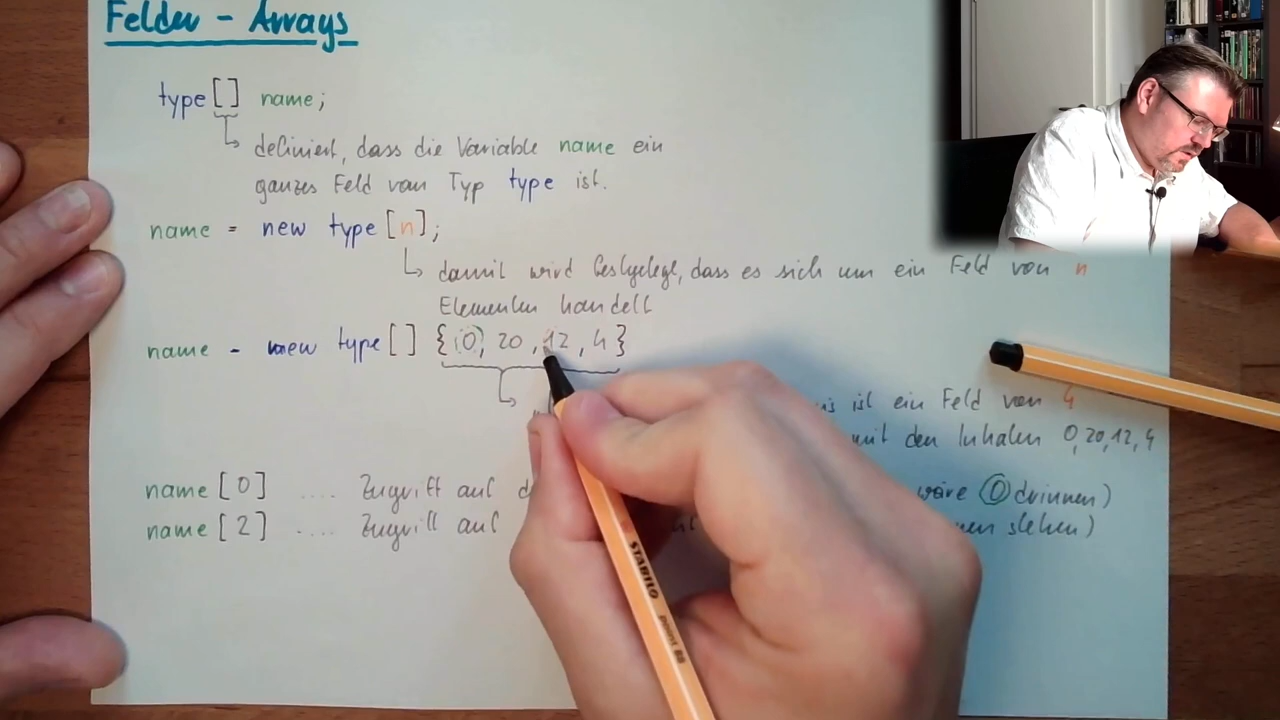 Felder - Arrays
type[] name;
definiert, dass die Variable name ein
ganzes Feld vom Typ type ist.
name = new type[n];
damit wird festgelegt, dass es sich um ein Feld von n
Elementen handelt
name = new type[] {0, 20, 12, 4}
ist ein Feld von 4
mit den Inhalten 0,20,12,4
name [0] .... Zugriff auf wäre 0 drinnen)
name [2] .... Zugriff auf stehen)
STABILO point 88